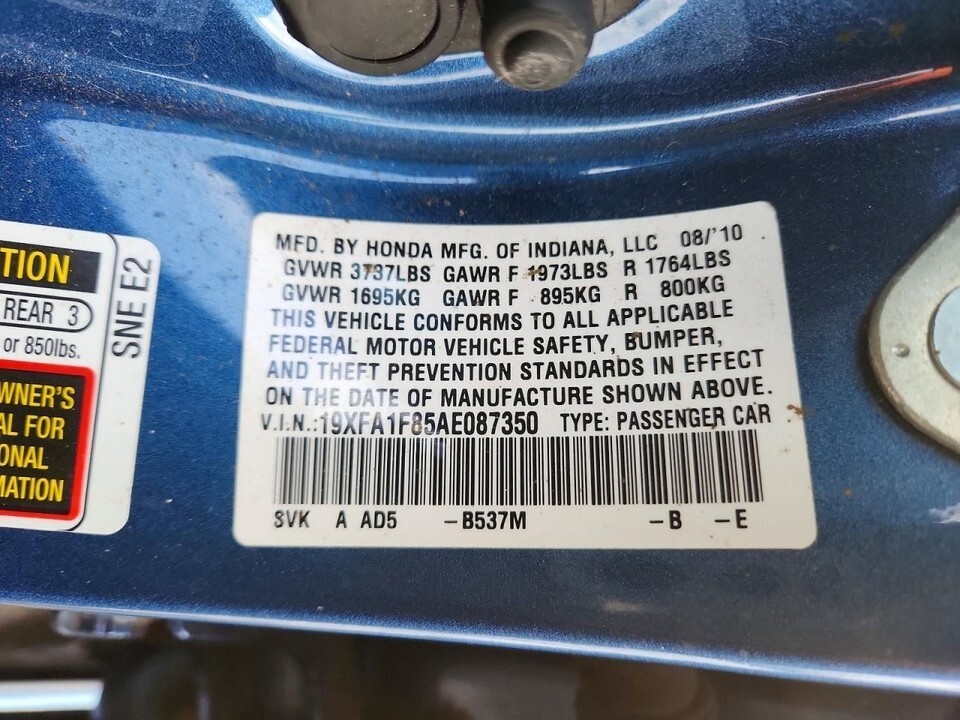 TION
REAR 3
or 850lbs.
WNER'S
AL FOR
ONAL
MATION
SNE E2
MFD. BY HONDA MFG. OF INDIANA, LLC 08/'10
GVWR 3737LBS GAWR F 1973LBS R 1764LBS
GVWR 1695KG GAWR F 895KG R 800KG
THIS VEHICLE CONFORMS TO ALL APPLICABLE
FEDERAL MOTOR VEHICLE SAFETY, BUMPER,
AND THEFT PREVENTION STANDARDS IN EFFECT
ON THE DATE OF MANUFACTURE SHOWN ABOVE.
V.I.N.:19XFA1F85AE087350 TYPE: PASSENGER CAR
SVK A AD5 -B537M -B -E